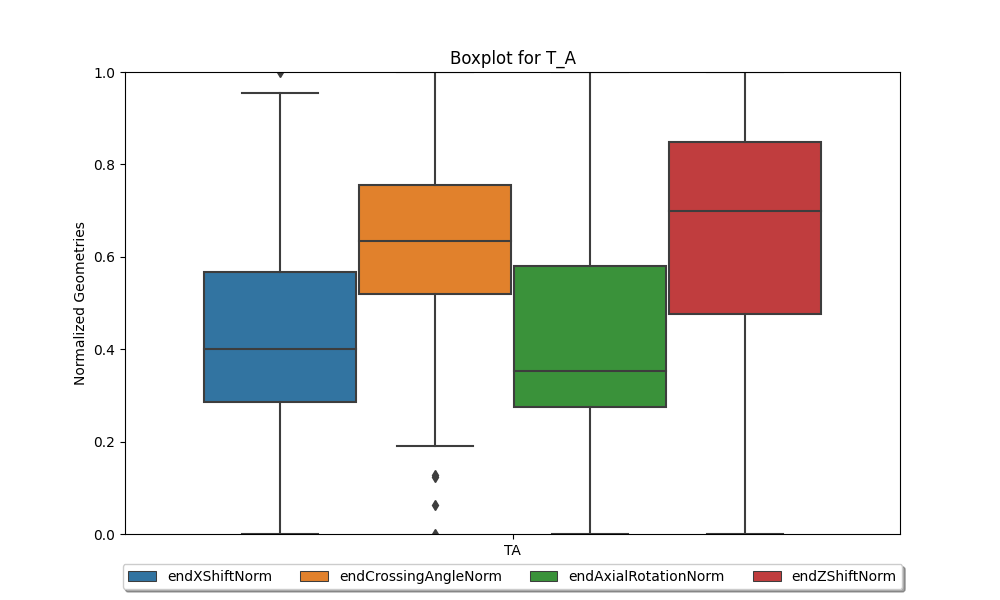 Boxplot for T_A
1.0
0.8
0.6
0.4
0.2
0.0
Normalized Geometries
TA
endXShiftNorm endCrossingAngleNorm endAxialRotationNorm endZShiftNorm